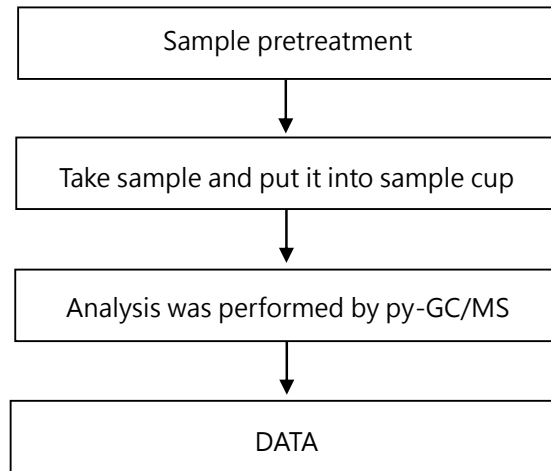 Sample pretreatment
Take sample and put it into sample cup
Analysis was performed by py-GC/MS
DATA